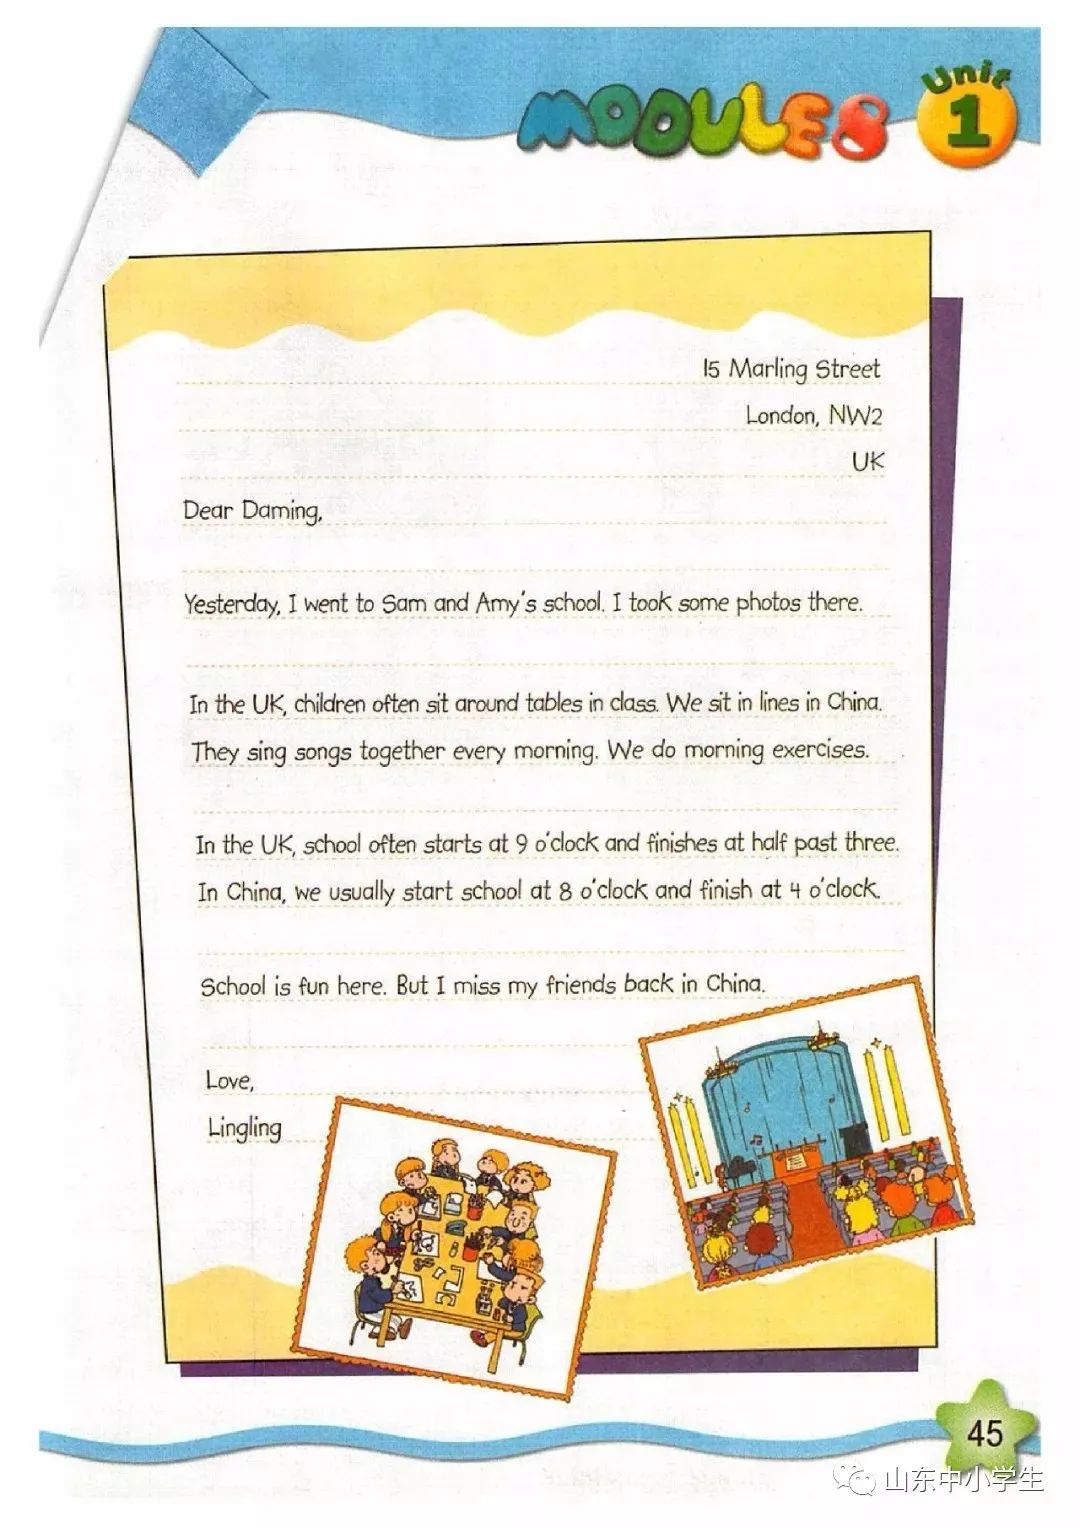 MODULE 8 Unit 1
15 Marling Street
London, NW2
UK
Dear Daming,
Yesterday, I went to Sam and Amy's school. I took some photos there.
In the UK, children often sit around tables in class. We sit in lines in China.
They sing songs together every morning. We do morning exercises.
In the UK, school often starts at 9 o'clock and finishes at half past three.
In China, we usually start school at 8 o'clock and finish at 4 o'clock.
School is fun here. But I miss my friends back in China.
Love,
Lingling
45
山东中小学生